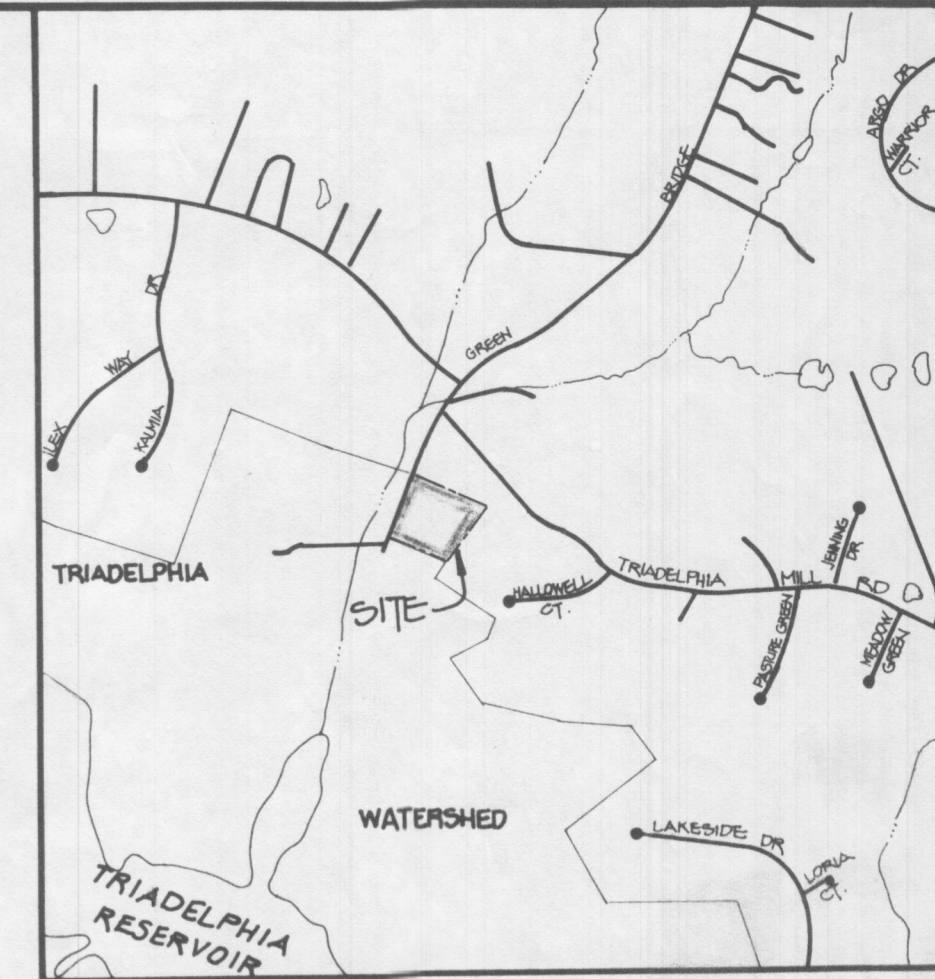 ARGO DR
WARRIOR
CT.
BRIDGE
DR
GREEN
WAY
ILEX
KALMIA
TRIADELPHIA
SITE
HALLOWELL
CT.
TRIADELPHIA
MILL
RD
JENNING
DR
PASTURE GREEN
MEADOW
GREEN
WATERSHED
LAKESIDE DR
LORIA
CT.
TRIADELPHIA
RESERVOIR